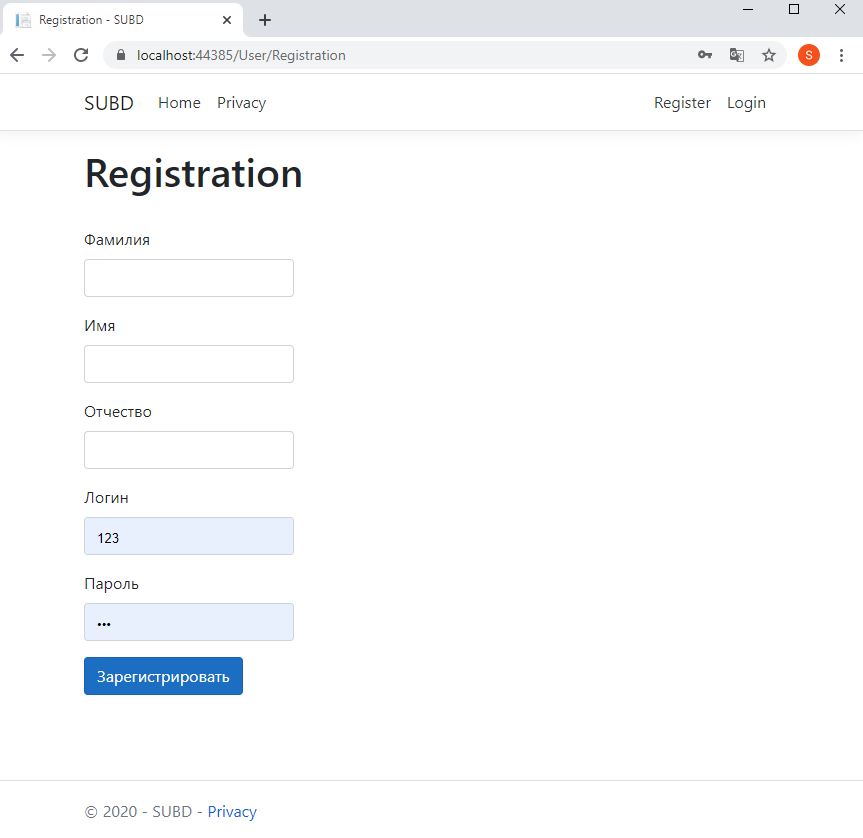 Registration - SUBD
localhost:44385/User/Registration
S
SUBD Home Privacy Register Login
Registration
Фамилия
Имя
Отчество
Логин
123
Пароль
•••
Зарегистрировать
© 2020 - SUBD - Privacy